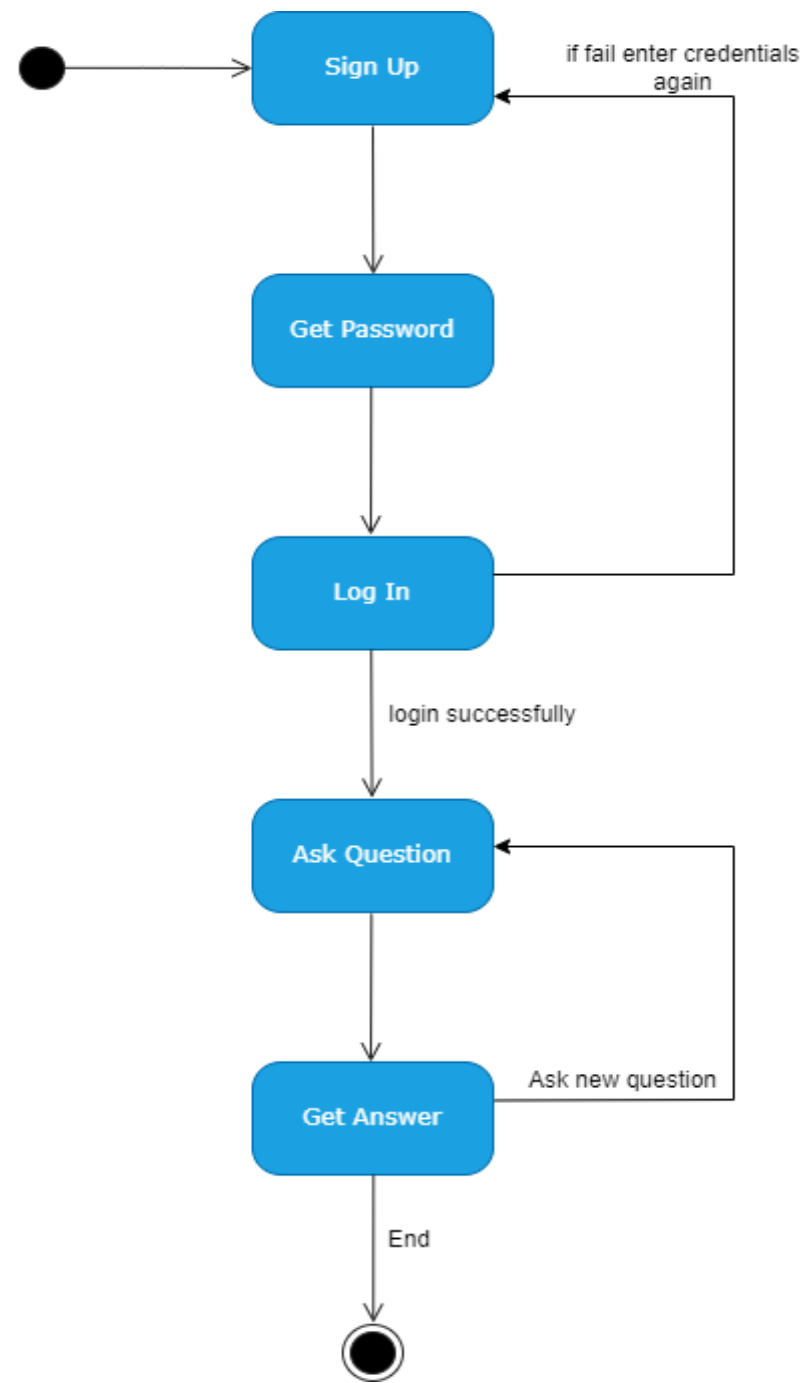 Sign Up
if fail enter credentials
again
Get Password
Log In
login successfully
Ask Question
Ask new question
Get Answer
End